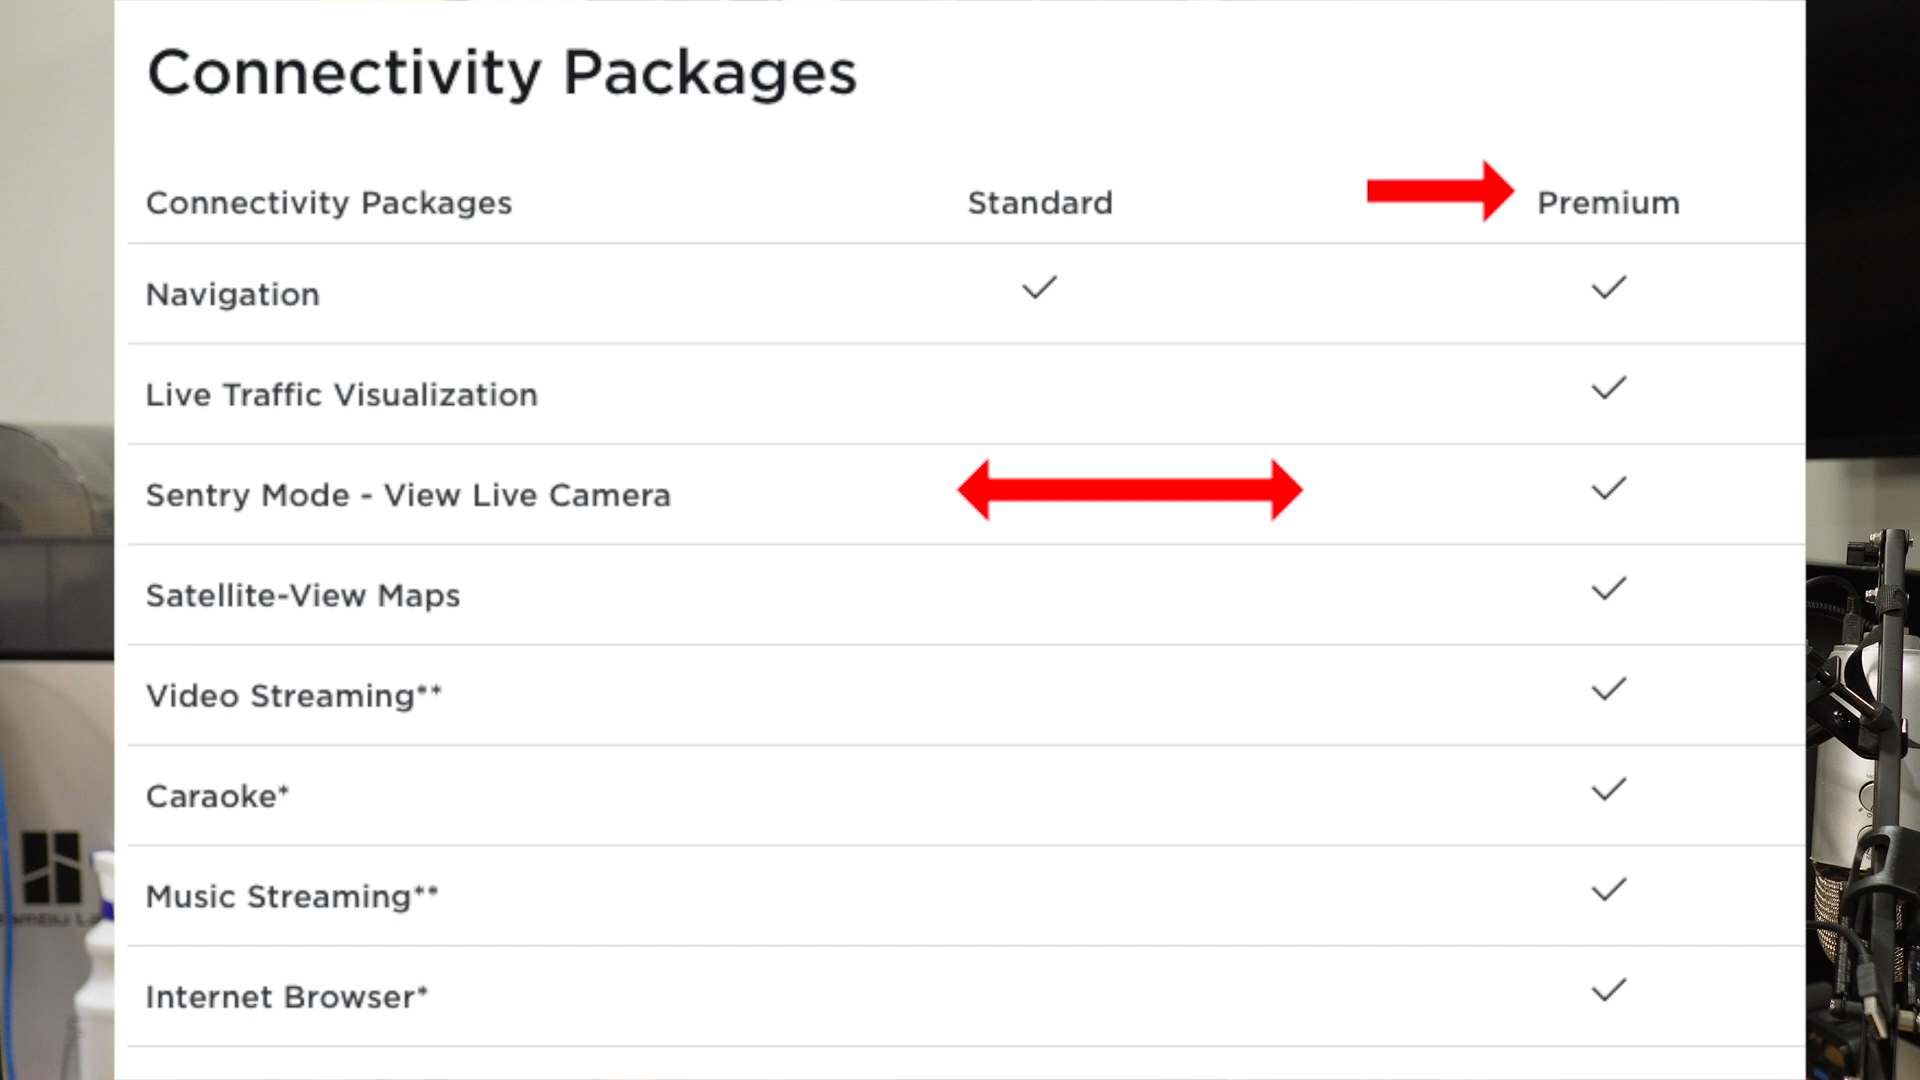 Connectivity Packages
Connectivity Packages Standard Premium
Navigation ✓ ✓
Live Traffic Visualization ✓
Sentry Mode - View Live Camera ✓
Satellite-View Maps ✓
Video Streaming** ✓
Caraoke* ✓
Music Streaming** ✓
Internet Browser* ✓